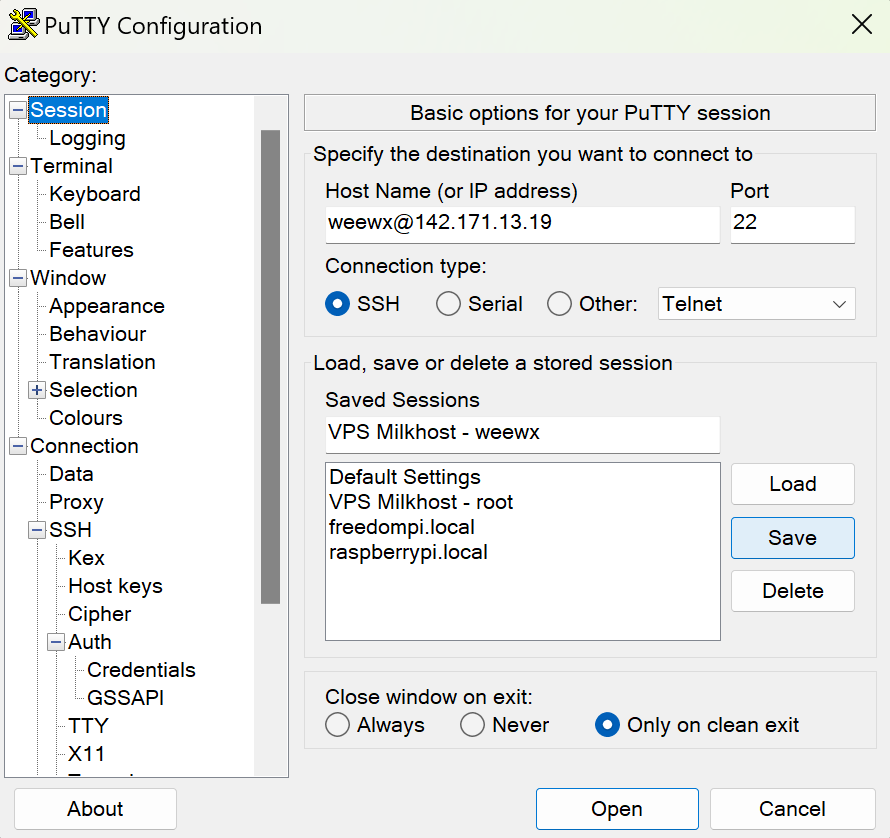 PuTTY Configuration
Category:
Session
Logging
Terminal
Keyboard
Bell
Features
Window
Appearance
Behaviour
Translation
Selection
Colours
Connection
Data
Proxy
SSH
Kex
Host keys
Cipher
Auth
Credentials
GSSAPI
TTY
X11
Basic options for your PuTTY session
Specify the destination you want to connect to
Host Name (or IP address) Port
weewx@142.171.13.19 22
Connection type:
SSH Serial Other: Telnet
Load, save or delete a stored session
Saved Sessions
VPS Milkhost - weewx
Default Settings
VPS Milkhost - root
freedompi.local
raspberrypi.local
Load
Save
Delete
Close window on exit:
Always Never Only on clean exit
About Open Cancel